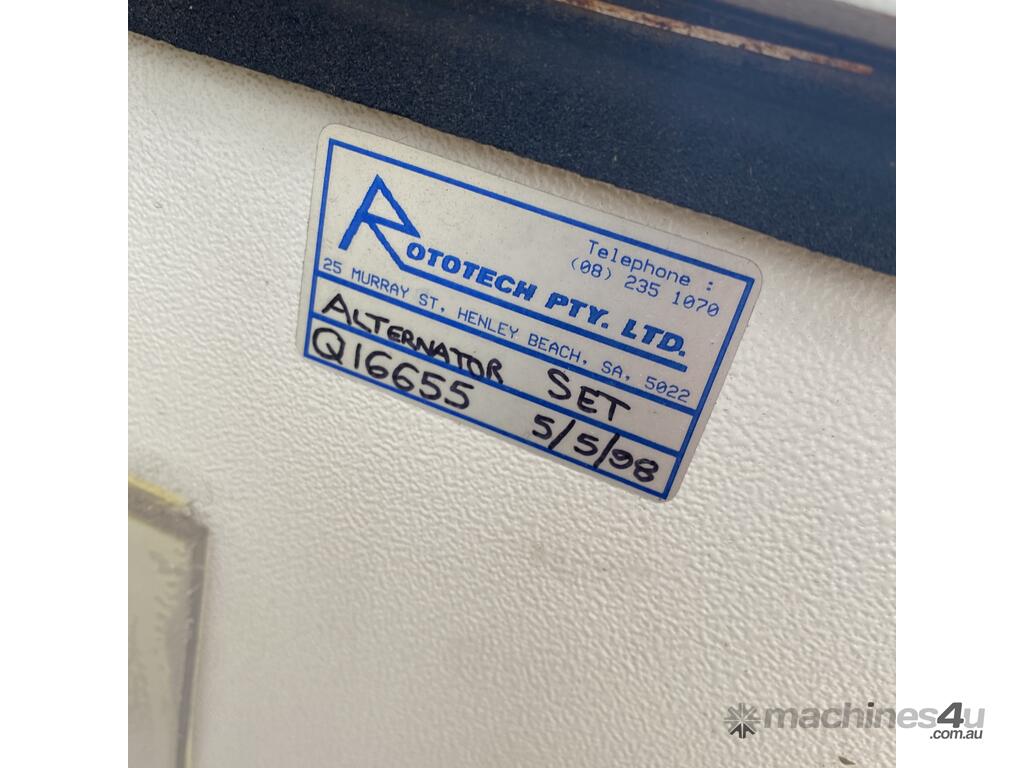 Telephone :
(08) 235 1070
ROTOTECH PTY. LTD.
25 MURRAY ST, HENLEY BEACH, SA, 5022
ALTERNATOR SET
Q16655 5/5/98
machines4u
.com.au